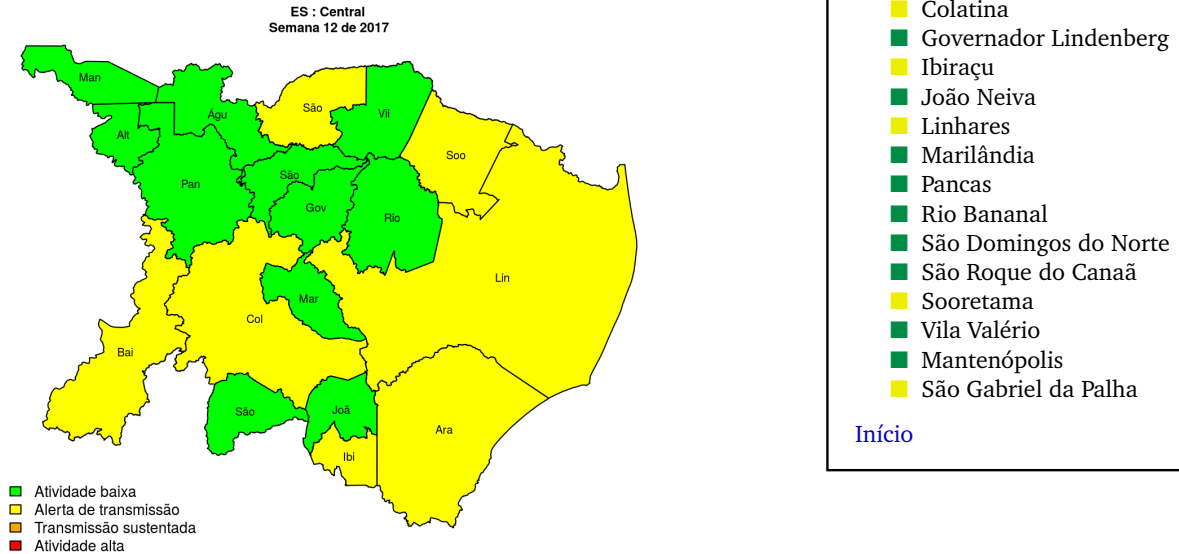 ES : Central
Semana 12 de 2017
Man
Alt
Águ
São
Vil
Soo
Pan
São
Gov
Rio
Lin
Mar
Col
Bai
São
Joã
Ibi
Ara
Atividade baixa
Alerta de transmissão
Transmissão sustentada
Atividade alta
Colatina
Governador Lindenberg
Ibiraçu
João Neiva
Linhares
Marilândia
Pancas
Rio Bananal
São Domingos do Norte
São Roque do Canaã
Sooretama
Vila Valério
Mantenópolis
São Gabriel da Palha
Início